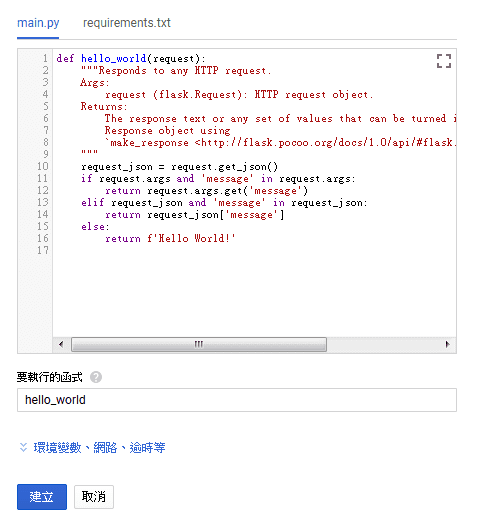 main.py requirements.txt
1 def hello_world(request):
2 """Responds to any HTTP request.
3 Args:
4 request (flask.Request): HTTP request object.
5 Returns:
6 The response text or any set of values that can be turned i
7 Response object using
8 `make_response <http://flask.pocoo.org/docs/1.0/api/#flask.
9 """
10 request_json = request.get_json()
11 if request.args and 'message' in request.args:
12 return request.args.get('message')
13 elif request_json and 'message' in request_json:
14 return request_json['message']
15 else:
16 return f'Hello World!'
17
要執行的函式 ?
hello_world
環境變數、網路、逾時等
建立 取消